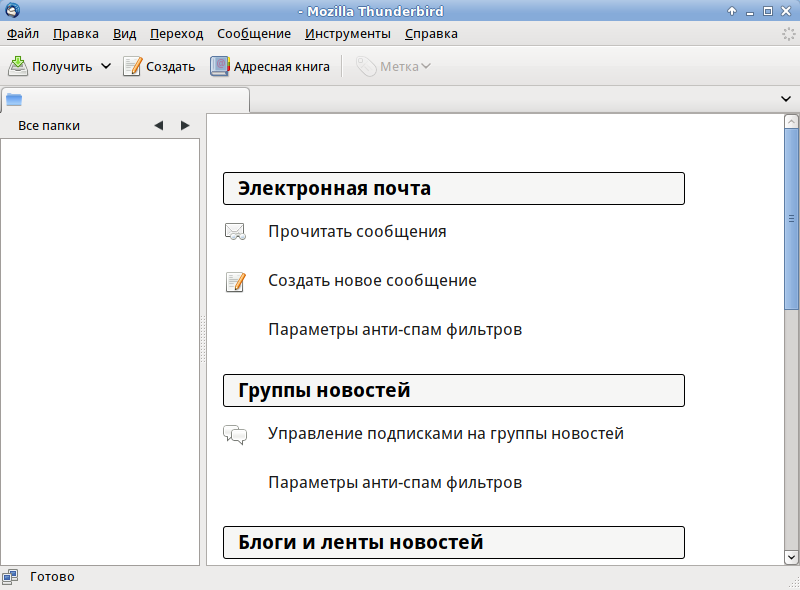 - Mozilla Thunderbird
Файл Правка Вид Переход Сообщение Инструменты Справка
Получить Создать Адресная книга Метка
Все папки
Электронная почта
Прочитать сообщения
Создать новое сообщение
Параметры анти-спам фильтров
Группы новостей
Управление подписками на группы новостей
Параметры анти-спам фильтров
Блоги и ленты новостей
Готово